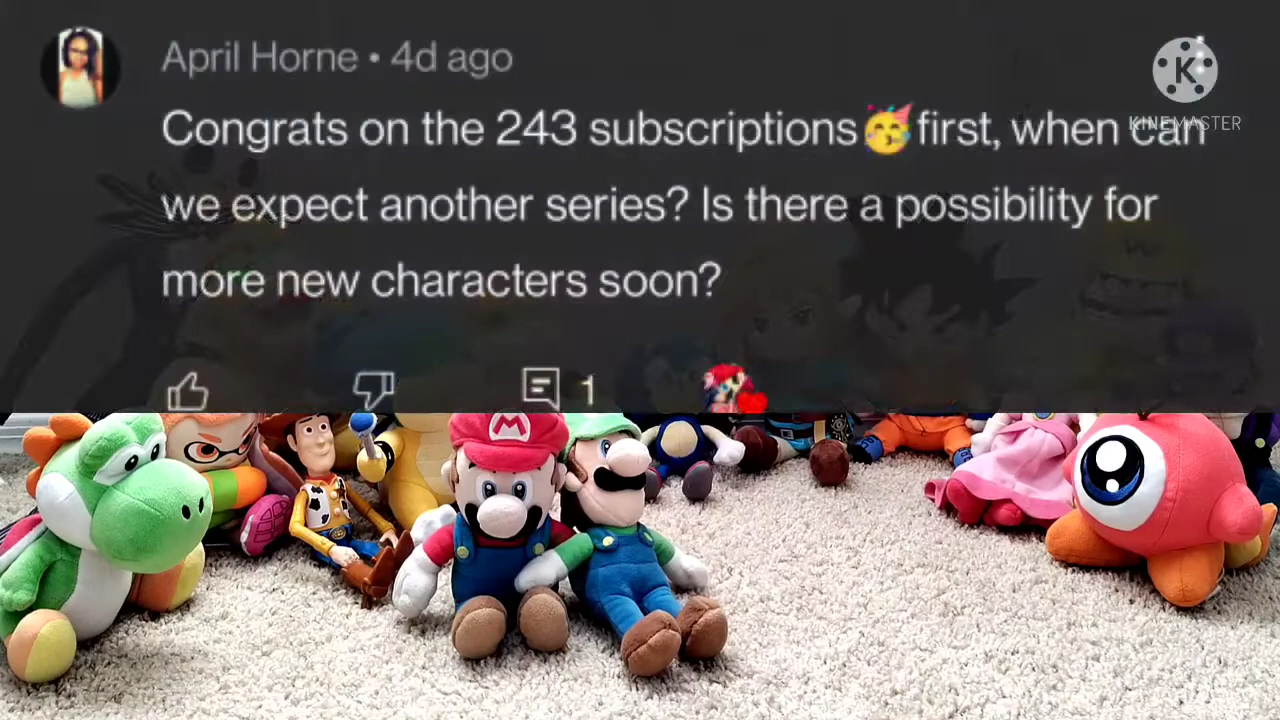 April Horne • 4d ago
Congrats on the 243 subscriptions🥳first, when can
we expect another series? Is there a possibility for
more new characters soon?
1
K
KINEMASTER
M